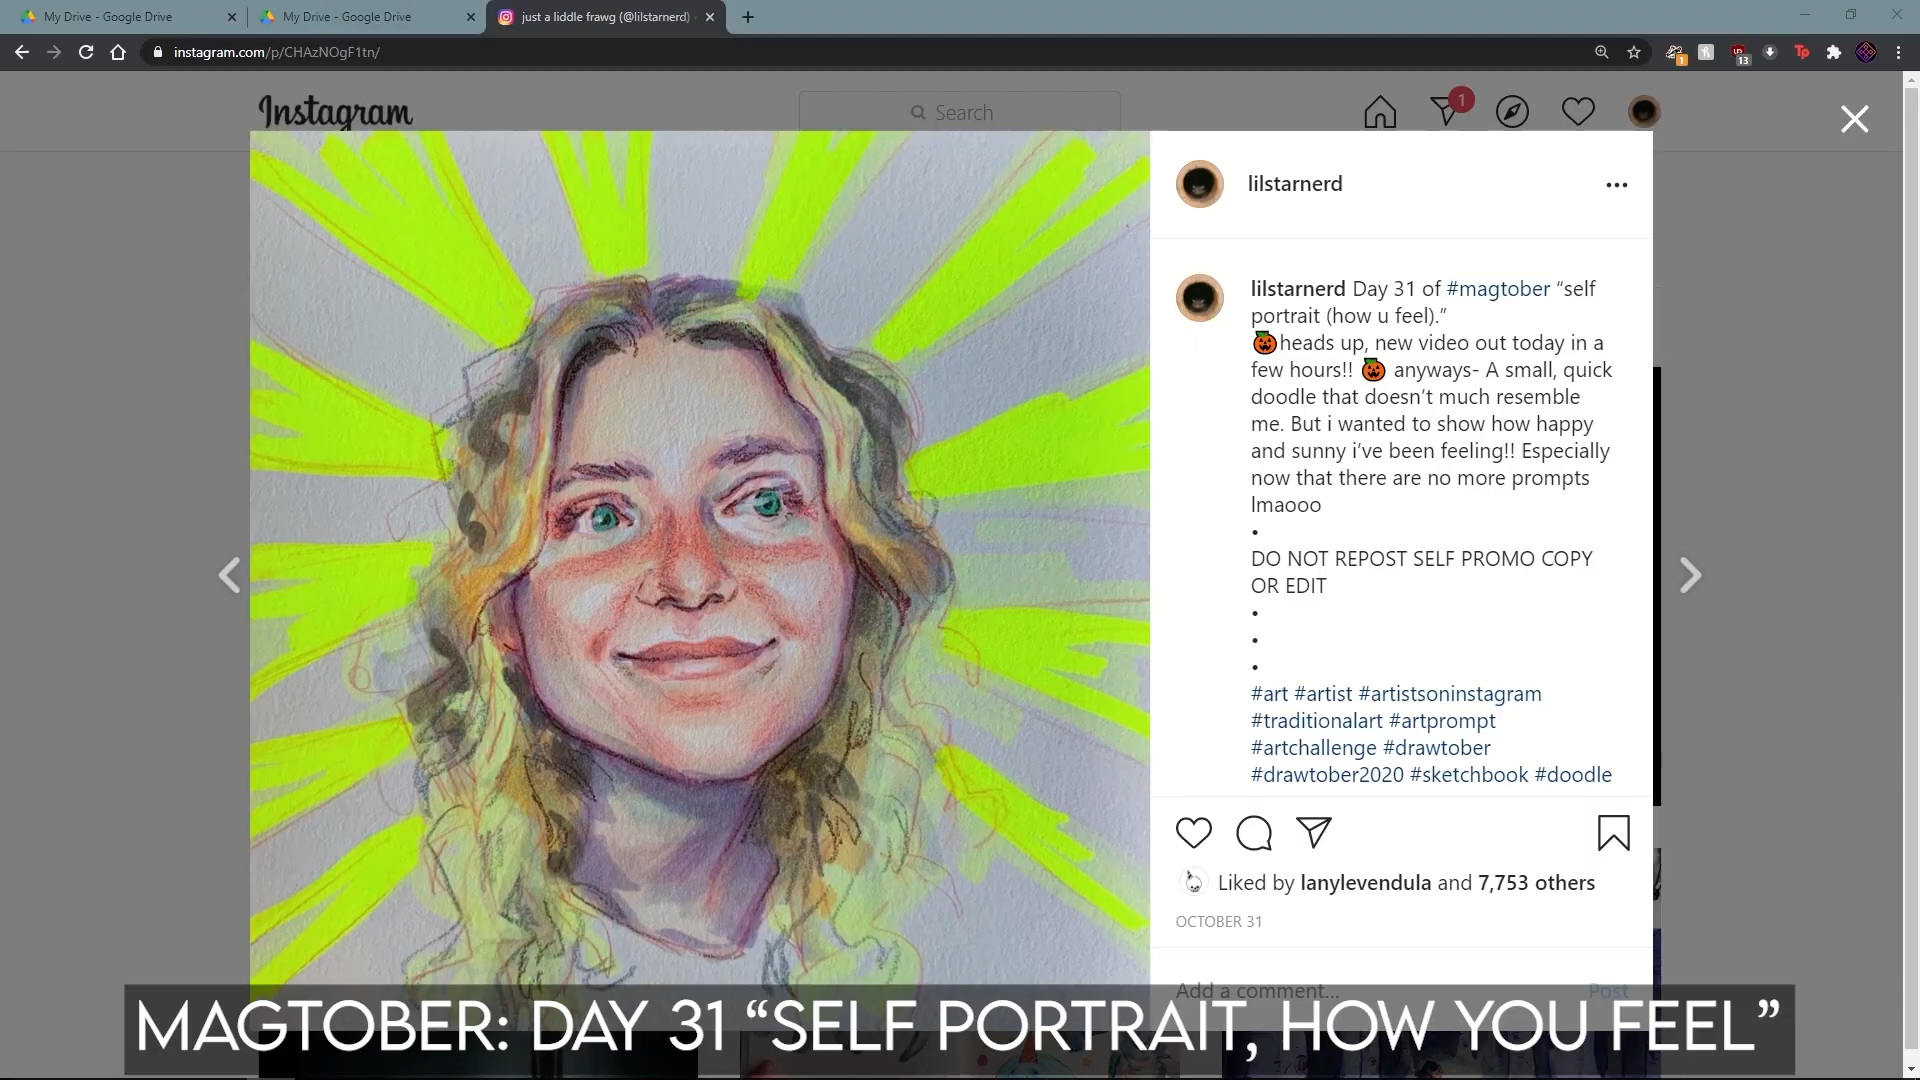 My Drive - Google Drive
My Drive - Google Drive
just a liddle frawg (@lilstarnerd)
instagram.com/p/CHAzNOgF1tn/
1
13
Tp
Instagram
Search
1
lilstarnerd
lilstarnerd Day 31 of #magtober “self
portrait (how u feel).”
🎃heads up, new video out today in a
few hours!! 🎃 anyways- A small, quick
doodle that doesn’t much resemble
me. But i wanted to show how happy
and sunny i’ve been feeling!! Especially
now that there are no more prompts
lmaooo
•
DO NOT REPOST SELF PROMO COPY
OR EDIT
•
•
•
#art #artist #artistsoninstagram
#traditionalart #artprompt
#artchallenge #drawtober
#drawtober2020 #sketchbook #doodle
Liked by lanylevendula and 7,753 others
OCTOBER 31
Add a comment... Post
MAGTOBER: DAY 31 “SELF PORTRAIT, HOW YOU FEEL”